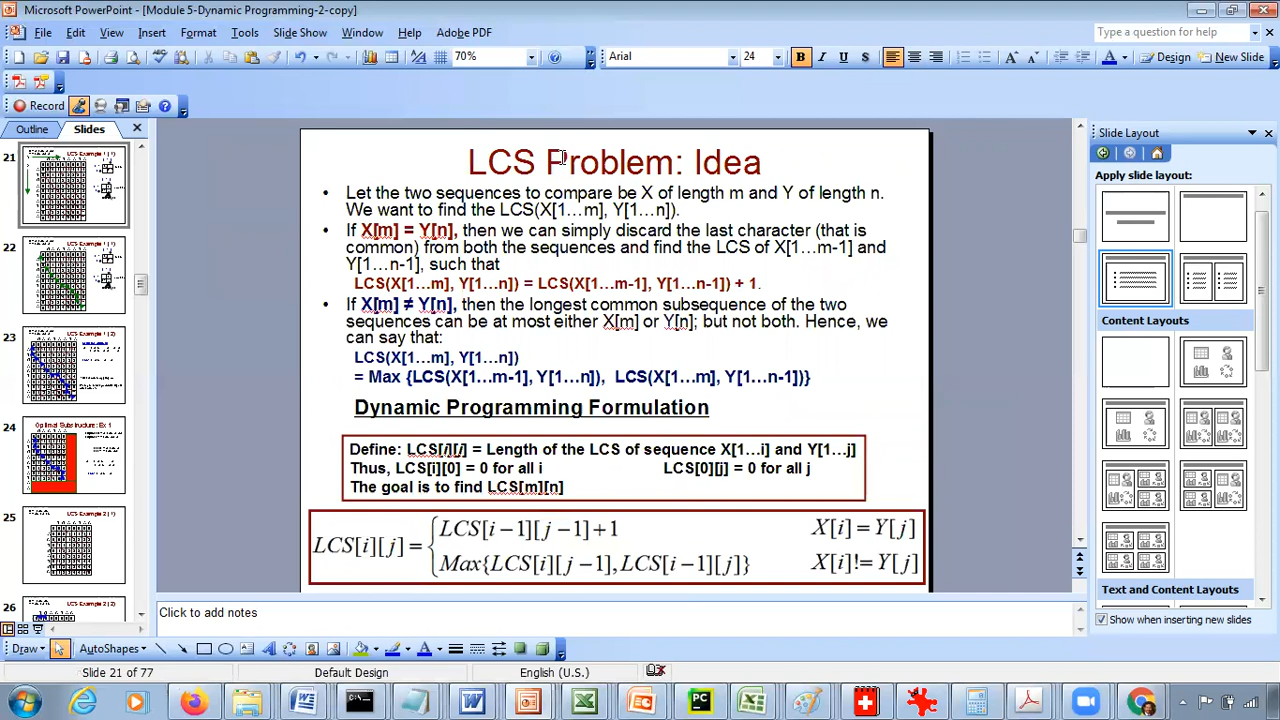 Microsoft PowerPoint - [Module 5-Dynamic Programming-2-copy]
File Edit View Insert Format Tools Slide Show Window Help Adobe PDF
Type a question for help
70%
Arial
24
B I U S
A
Design
New Slide
Record
Outline
Slides
21
22
23
24
Optimal Substructure: Ex 1
25
26
LCS Problem: Idea
• Let the two sequences to compare be X of length m and Y of length n.
We want to find the LCS(X[1…m], Y[1…n]).
• If X[m] = Y[n], then we can simply discard the last character (that is
common) from both the sequences and find the LCS of X[1…m-1] and
Y[1…n-1], such that
LCS(X[1…m], Y[1…n]) = LCS(X[1…m-1], Y[1…n-1]) + 1.
• If X[m] ≠ Y[n], then the longest common subsequence of the two
sequences can be at most either X[m] or Y[n]; but not both. Hence, we
can say that:
LCS(X[1…m], Y[1…n])
= Max {LCS(X[1…m-1], Y[1…n]), LCS(X[1…m], Y[1…n-1])}
Dynamic Programming Formulation
Define: LCS[i][j] = Length of the LCS of sequence X[1…i] and Y[1…j]
Thus, LCS[i][0] = 0 for all i LCS[0][j] = 0 for all j
The goal is to find LCS[m][n]
LCS[i−1][j−1]+1 X[i]=Y[j]
LCS[i][j]=
Max{LCS[i][j−1],LCS[i−1][j]} X[i]!=Y[j]
Slide Layout
Apply slide layout:
Content Layouts
Text and Content Layouts
Show when inserting new slides
Click to add notes
Draw
AutoShapes
Slide 21 of 77
Default Design
English (U.S.)